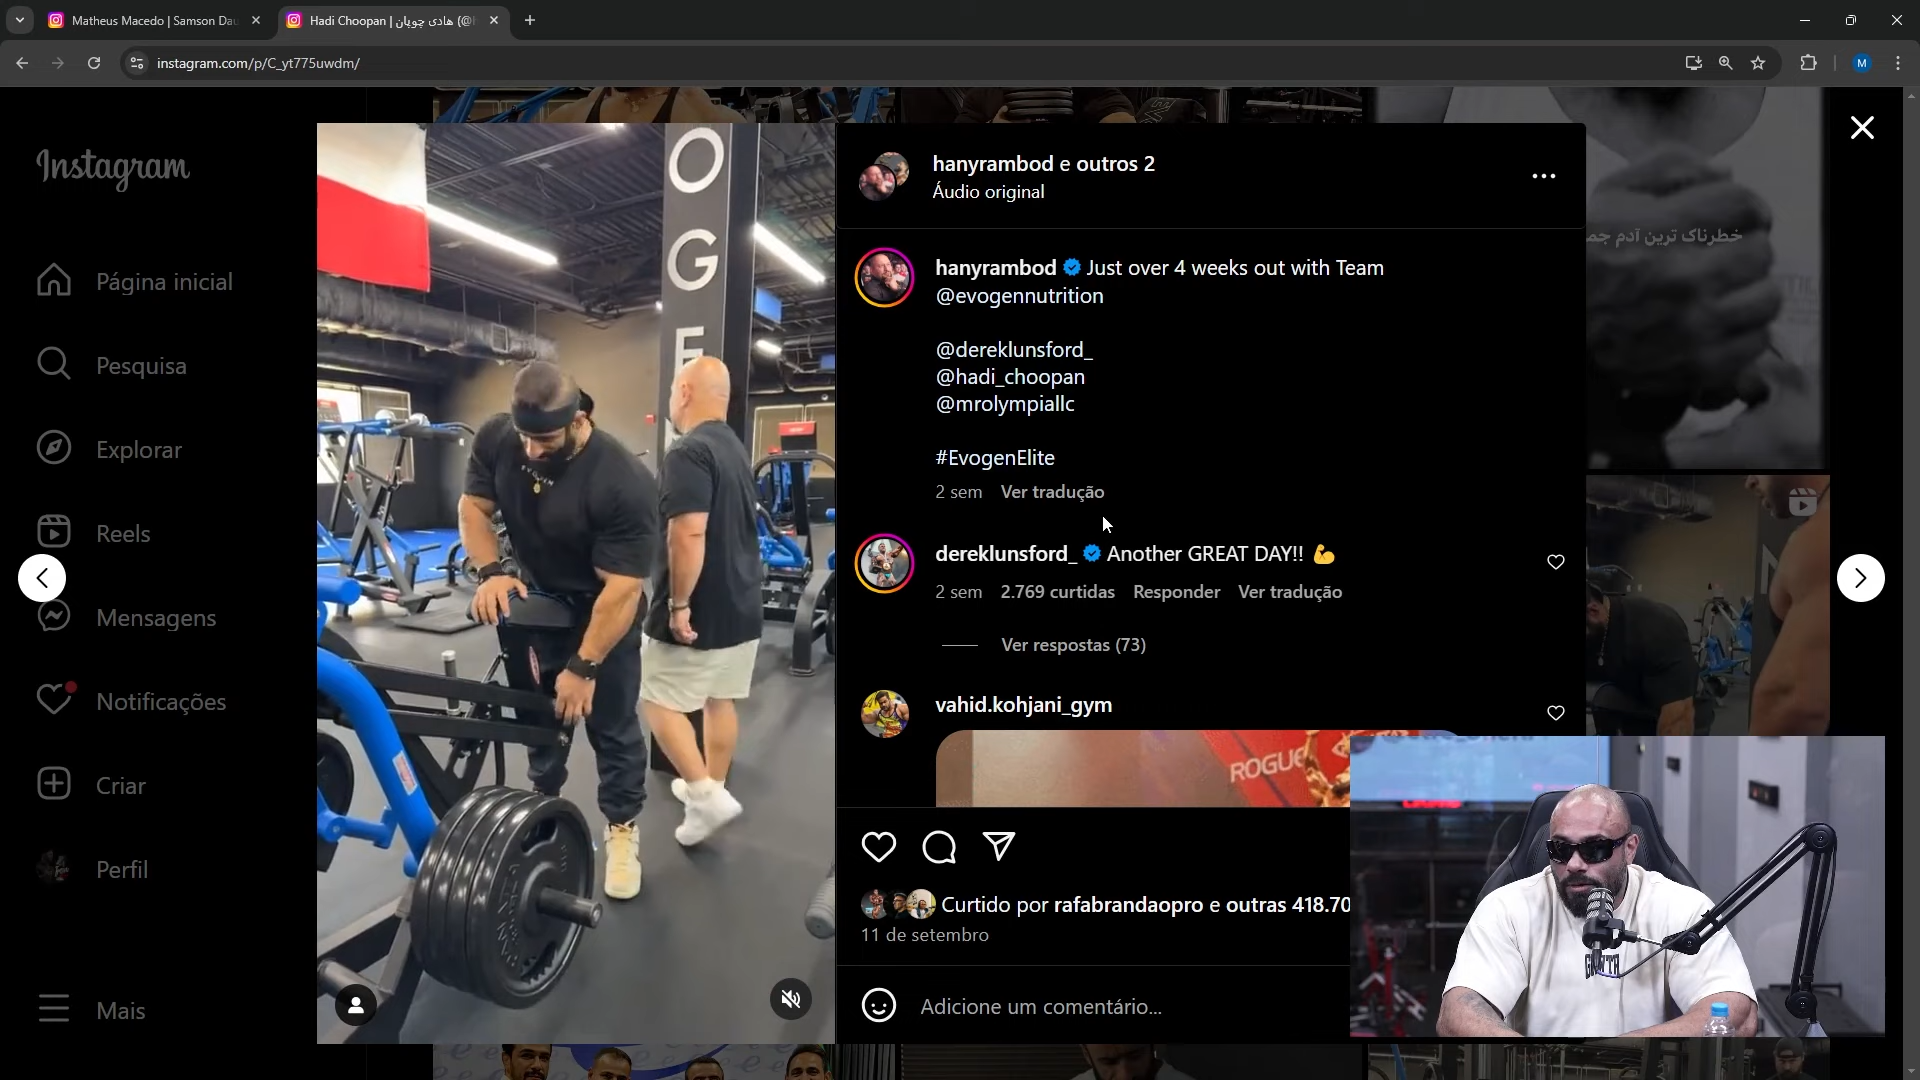 Matheus Macedo | Samson Dau
Hadi Choopan | هادی چوپان (@h
instagram.com/p/C_yt775uwdm/
M
Instagram
Página inicial
Pesquisa
Explorar
Reels
Mensagens
Notificações
Criar
Perfil
Mais
O
G
E
hanyrambod e outros 2
Áudio original
hanyrambod Just over 4 weeks out with Team
@evogennutrition
@dereklunsford_
@hadi_choopan
@mrolympiallc
#EvogenElite
2 sem Ver tradução
dereklunsford_ Another GREAT DAY!! 💪
2 sem 2.769 curtidas Responder Ver tradução
Ver respostas (73)
vahid.kohjani_gym
ROGUE
Curtido por rafabrandaopro e outras 418.70
11 de setembro
Adicione um comentário...
خطرناک ترین آدم جم